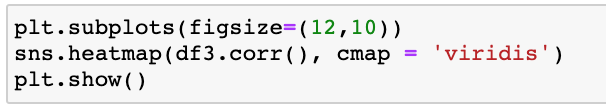 plt.subplots(figsize=(12,10))
sns.heatmap(df3.corr(), cmap = 'viridis')
plt.show()